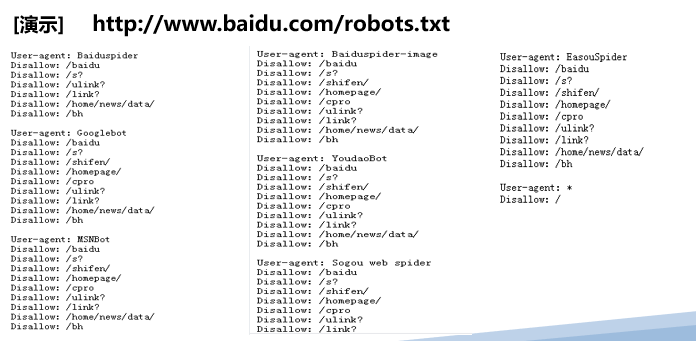 [演示] http://www.baidu.com/robots.txt
User-agent: Baiduspider
Disallow: /baidu
Disallow: /s?
Disallow: /ulink?
Disallow: /link?
Disallow: /home/news/data/
Disallow: /bh
User-agent: Googlebot
Disallow: /baidu
Disallow: /s?
Disallow: /shifen/
Disallow: /homepage/
Disallow: /cpro
Disallow: /ulink?
Disallow: /link?
Disallow: /home/news/data/
Disallow: /bh
User-agent: MSNBot
Disallow: /baidu
Disallow: /s?
Disallow: /shifen/
Disallow: /homepage/
Disallow: /cpro
Disallow: /ulink?
Disallow: /link?
Disallow: /home/news/data/
Disallow: /bh
User-agent: Baiduspider-image
Disallow: /baidu
Disallow: /s?
Disallow: /shifen/
Disallow: /homepage/
Disallow: /cpro
Disallow: /ulink?
Disallow: /link?
Disallow: /home/news/data/
Disallow: /bh
User-agent: YoudaoBot
Disallow: /baidu
Disallow: /s?
Disallow: /shifen/
Disallow: /homepage/
Disallow: /cpro
Disallow: /ulink?
Disallow: /link?
Disallow: /home/news/data/
Disallow: /bh
User-agent: Sogou web spider
Disallow: /baidu
Disallow: /s?
Disallow: /shifen/
Disallow: /homepage/
Disallow: /cpro
Disallow: /ulink?
Disallow: /link?
User-agent: EasouSpider
Disallow: /baidu
Disallow: /s?
Disallow: /shifen/
Disallow: /homepage/
Disallow: /cpro
Disallow: /ulink?
Disallow: /link?
Disallow: /home/news/data/
Disallow: /bh
User-agent: *
Disallow: /